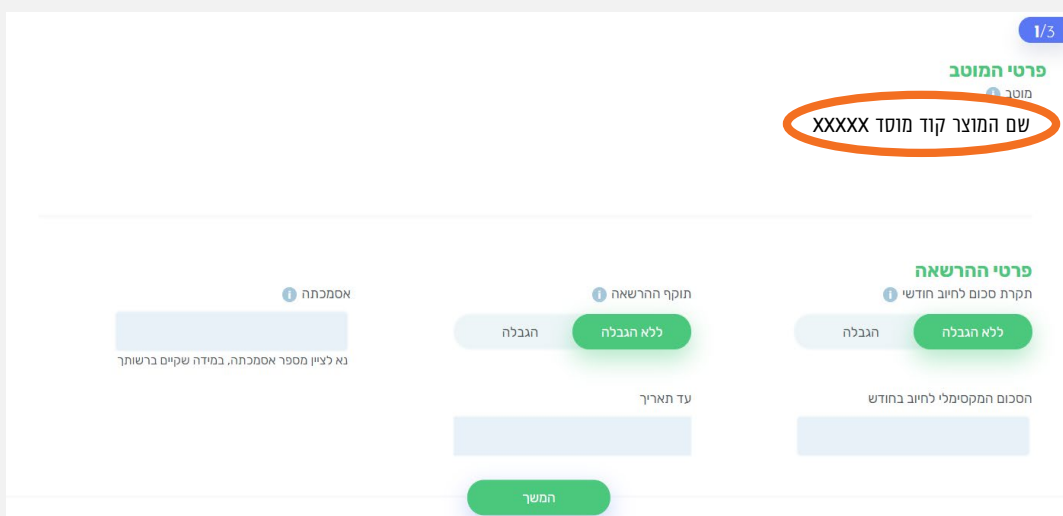 1/3
פרטי המוטב
מוטב
שם המוצר קוד מוסד XXXXX
פרטי ההרשאה
תקרת סכום לחיוב חודשי תוקף ההרשאה אסמכתה
ללא הגבלה הגבלה ללא הגבלה הגבלה
נא לציין מספר אסמכתה, במידה שקיים ברשותך
הסכום המקסימלי לחיוב בחודש עד תאריך
המשך